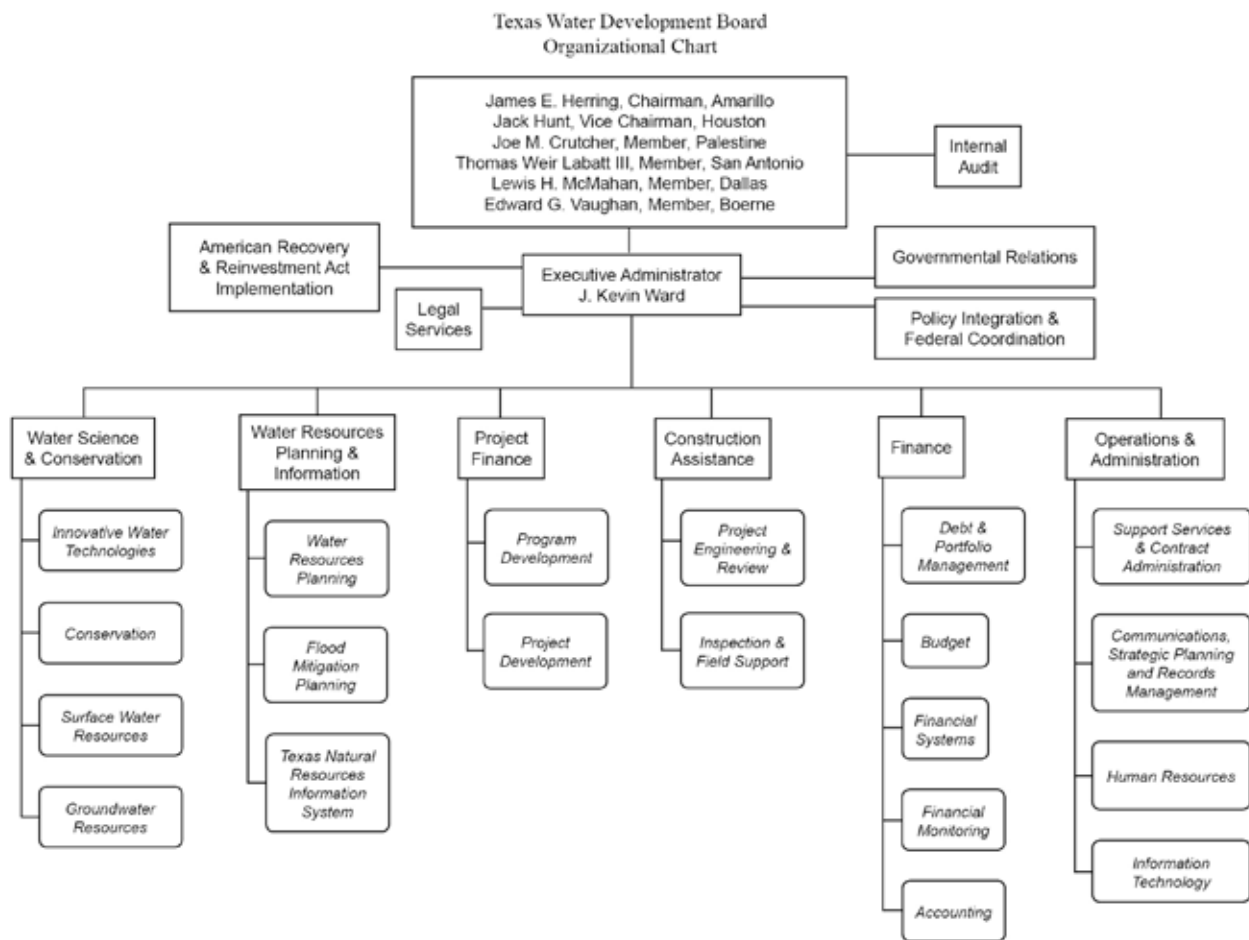 Texas Water Development Board
Organizational Chart
James E. Herring, Chairman, Amarillo
Jack Hunt, Vice Chairman, Houston
Joe M. Crutcher, Member, Palestine
Thomas Weir Labatt III, Member, San Antonio
Lewis H. McMahan, Member, Dallas
Edward G. Vaughan, Member, Boerne
Internal
Audit
American Recovery
& Reinvestment Act
Implementation
Executive Administrator
J. Kevin Ward
Governmental Relations
Legal
Services
Policy Integration &
Federal Coordination
Water Science
& Conservation
Innovative Water
Technologies
Conservation
Surface Water
Resources
Groundwater
Resources
Water Resources
Planning &
Information
Water
Resources
Planning
Flood
Mitigation
Planning
Texas Natural
Resources
Information
System
Project
Finance
Program
Development
Project
Development
Construction
Assistance
Project
Engineering &
Review
Inspection &
Field Support
Finance
Debt &
Portfolio
Management
Budget
Financial
Systems
Financial
Monitoring
Accounting
Operations &
Administration
Support Services
& Contract
Administration
Communications,
Strategic Planning
and Records
Management
Human Resources
Information
Technology